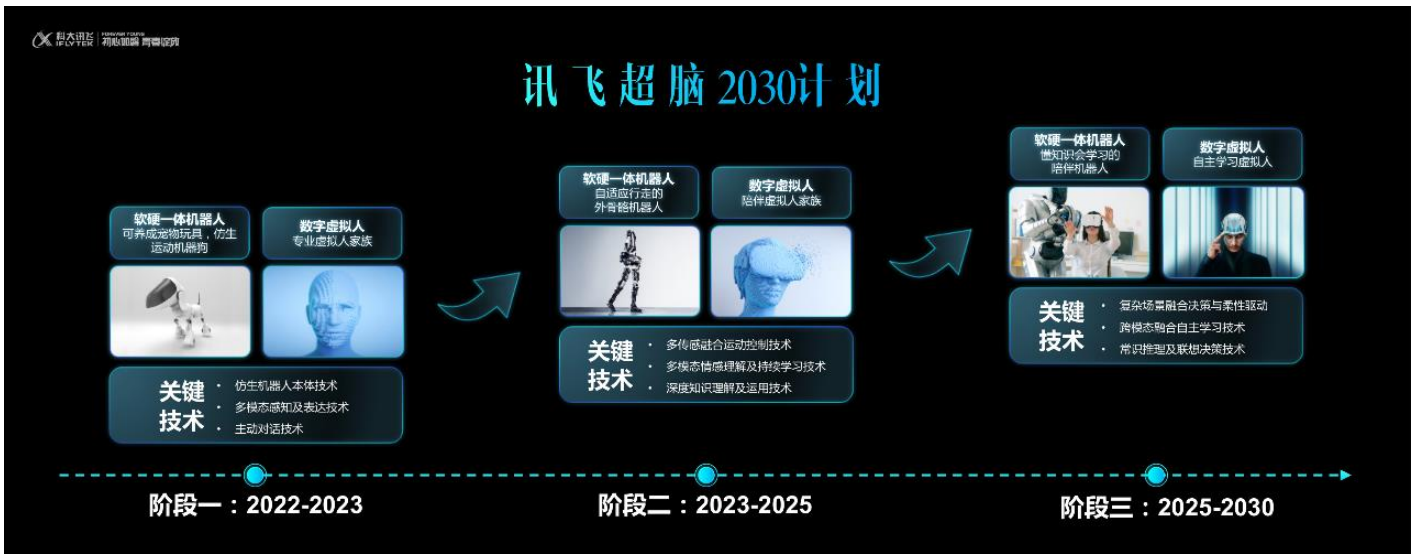 科大讯飞
IFLYTEK
FOREVER YOUNG
初心如磐 青春绽放
讯飞超脑2030计划
软硬一体机器人
可养成宠物玩具，仿生
运动机器狗
数字虚拟人
专业虚拟人家族
关键
技术
· 仿生机器人本体技术
· 多模态感知及表达技术
· 主动对话技术
阶段一：2022-2023
软硬一体机器人
自适应行走的
外骨骼机器人
数字虚拟人
陪伴虚拟人家族
关键
技术
· 多传感融合运动控制技术
· 多模态情感理解及持续学习技术
· 深度知识理解及运用技术
阶段二：2023-2025
软硬一体机器人
懂知识会学习的
陪伴机器人
数字虚拟人
自主学习虚拟人
关键
技术
· 复杂场景融合决策与柔性驱动
· 跨模态融合自主学习技术
· 常识推理及联想决策技术
阶段三：2025-2030